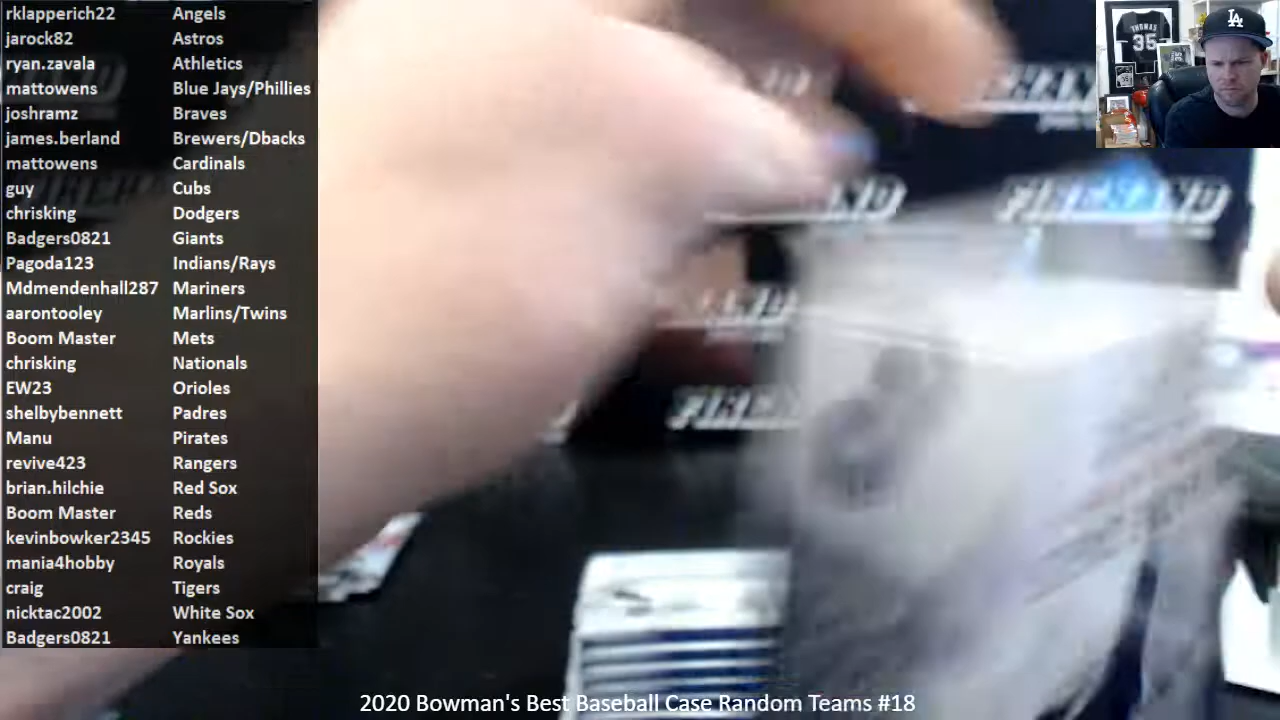 rklapperich22 Angels
jarock82 Astros
ryan.zavala Athletics
mattowens Blue Jays/Phillies
joshramz Braves
james.berland Brewers/Dbacks
mattowens Cardinals
guy Cubs
chrisking Dodgers
Badgers0821 Giants
Pagoda123 Indians/Rays
Mdmendenhall287 Mariners
aarontooley Marlins/Twins
Boom Master Mets
chrisking Nationals
EW23 Orioles
shelbybennett Padres
Manu Pirates
revive423 Rangers
brian.hilchie Red Sox
Boom Master Reds
kevinbowker2345 Rockies
mania4hobby Royals
craig Tigers
nicktac2002 White Sox
Badgers0821 Yankees
THOMAS
35
LA
2020 Bowman's Best Baseball Case Random Teams #18